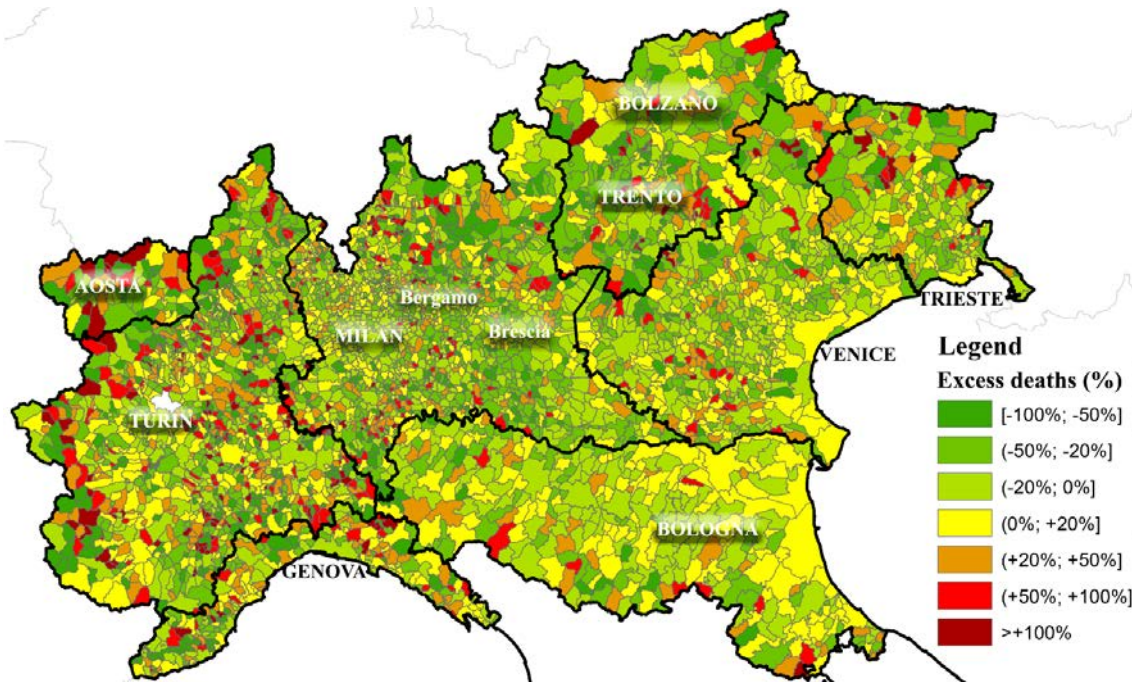 BOLZANO
TRENTO
AOSTA
Bergamo
TRIESTE
MILAN
Brescia
VENICE
TURIN
BOLOGNA
GENOVA
Legend
Excess deaths (%)
[-100%; -50%]
(-50%; -20%]
(-20%; 0%]
(0%; +20%]
(+20%; +50%]
(+50%; +100%]
>+100%